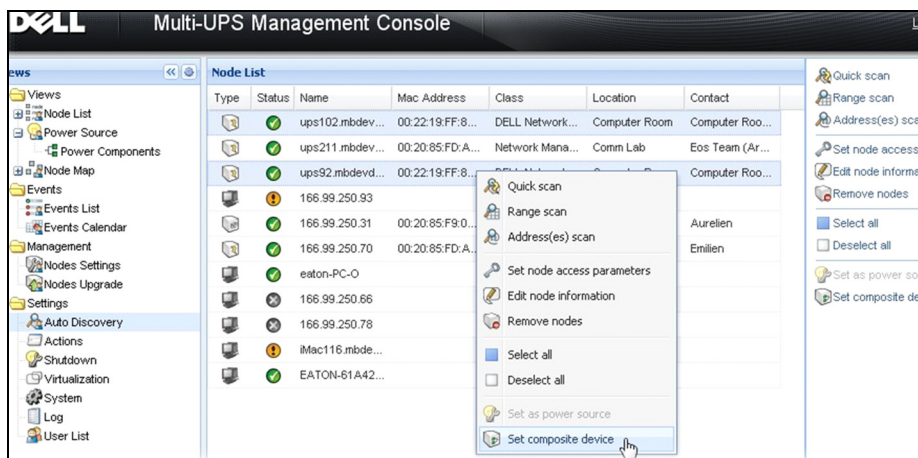 DELL Multi-UPS Management Console
ews
Node List
Views
Node List
Power Source
Power Components
Node Map
Events
Events List
Events Calendar
Management
Nodes Settings
Nodes Upgrade
Settings
Auto Discovery
Actions
Shutdown
Virtualization
System
Log
User List
Type Status Name Mac Address Class Location Contact
ups102.mbdev... 00:22:19:FF:8... DELL Network... Computer Room Computer Roo...
ups211.mbdev... 00:20:85:FD:A... Network Mana... Comm Lab Eos Team (Ar...
ups92.mbdevd... 00:22:19:FF:8... Computer Roo...
166.99.250.93
166.99.250.31 00:20:85:F9:0... Aurelien
166.99.250.70 00:20:85:FD:A... Emilien
eaton-PC-O
166.99.250.66
166.99.250.78
iMac116.mbde...
EATON-61A42...
Quick scan
Range scan
Address(es) scan
Set node access parameters
Edit node information
Remove nodes
Select all
Deselect all
Set as power source
Set composite device
Quick scan
Range scan
Address(es) sca
Set node access
Edit node informa
Remove nodes
Select all
Deselect all
Set as power so
Set composite de